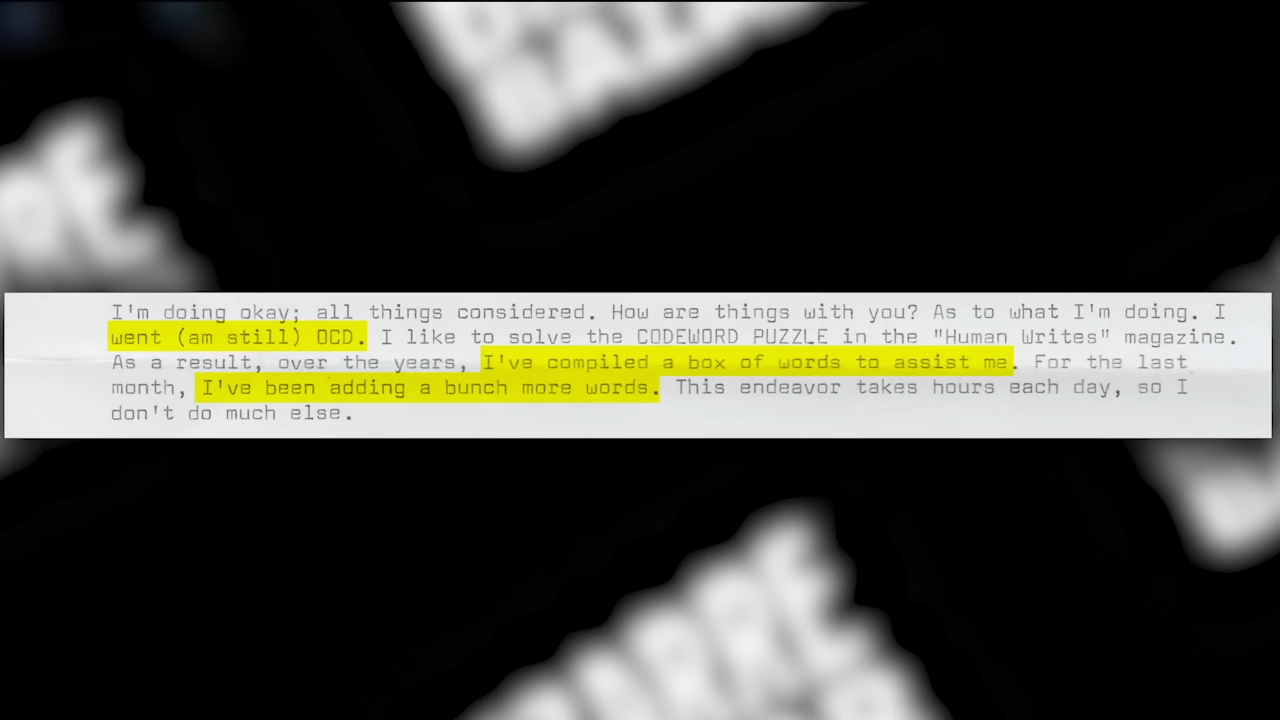 I'm doing okay; all things considered. How are things with you? As to what I'm doing. I
went (am still) OCD. I like to solve the CODEWORD PUZZLE in the "Human Writes" magazine.
As a result, over the years, I've compiled a box of words to assist me. For the last
month, I've been adding a bunch more words. This endeavor takes hours each day, so I
don't do much else.